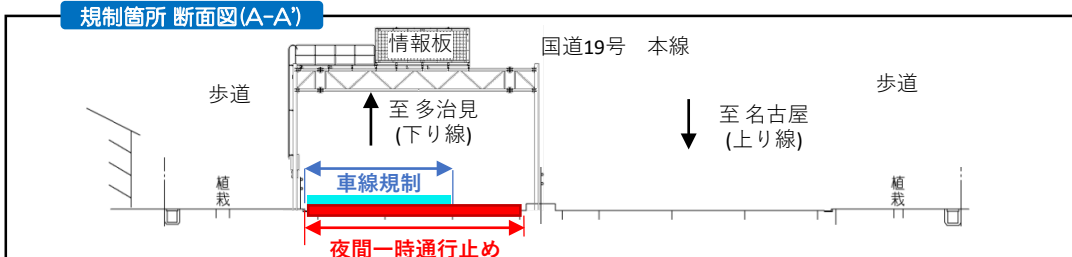 規制箇所 断面図(A-A’)
情報板
国道19号　本線
歩道
歩道
至 多治見
(下り線)
至 名古屋
(上り線)
車線規制
植栽
植栽
夜間一時通行止め